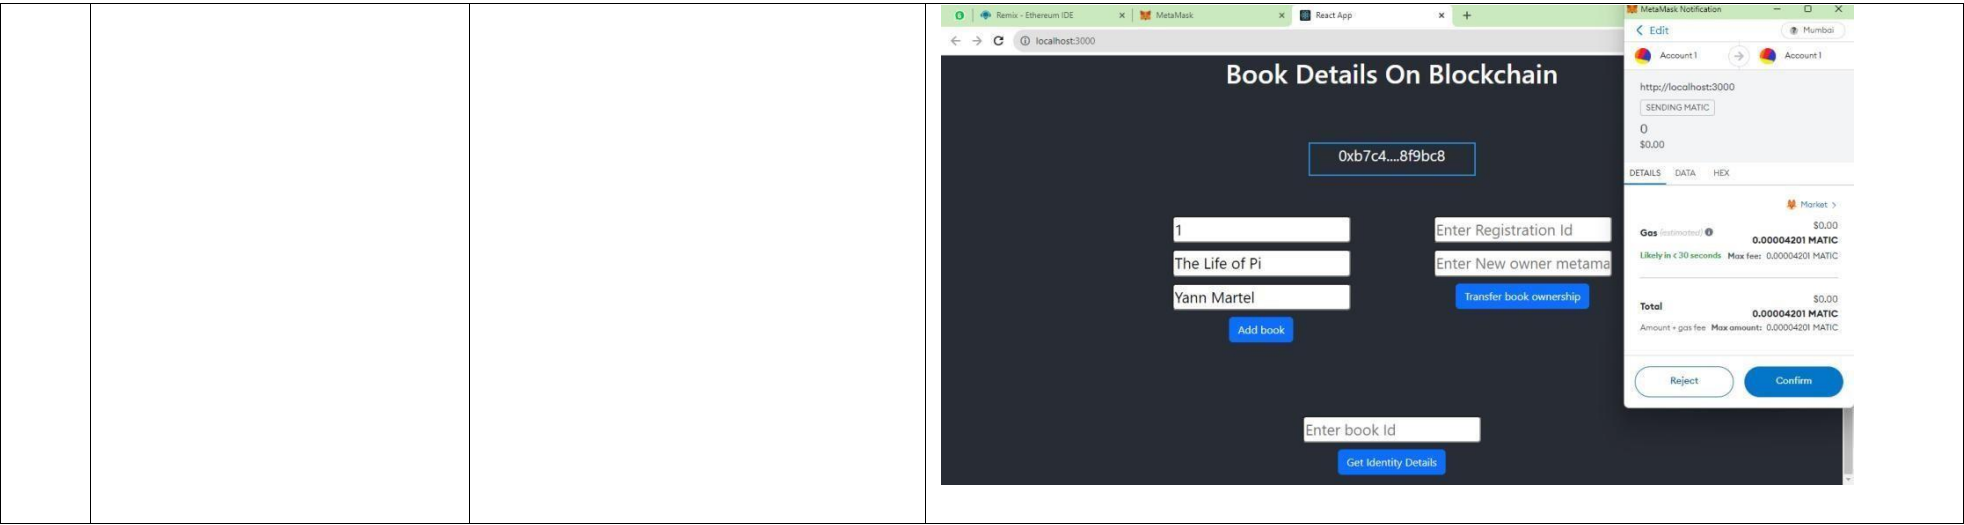 Remix - Ethereum IDE
MetaMask
React App
localhost:3000
Book Details On Blockchain
0xb7c4....8f9bc8
1
The Life of Pi
Yann Martel
Add book
Enter Registration Id
Enter New owner metama
Transfer book ownership
Enter book Id
Get Identity Details
MetaMask Notification
Edit
Mumbai
Account 1
Account 1
http://localhost:3000
SENDING MATIC
0
$0.00
DETAILS DATA HEX
Market >
$0.00
Gas (estimated) 0.00004201 MATIC
Likely in < 30 seconds Max fee: 0.00004201 MATIC
$0.00
Total 0.00004201 MATIC
Amount + gas fee Max amount: 0.00004201 MATIC
Reject Confirm